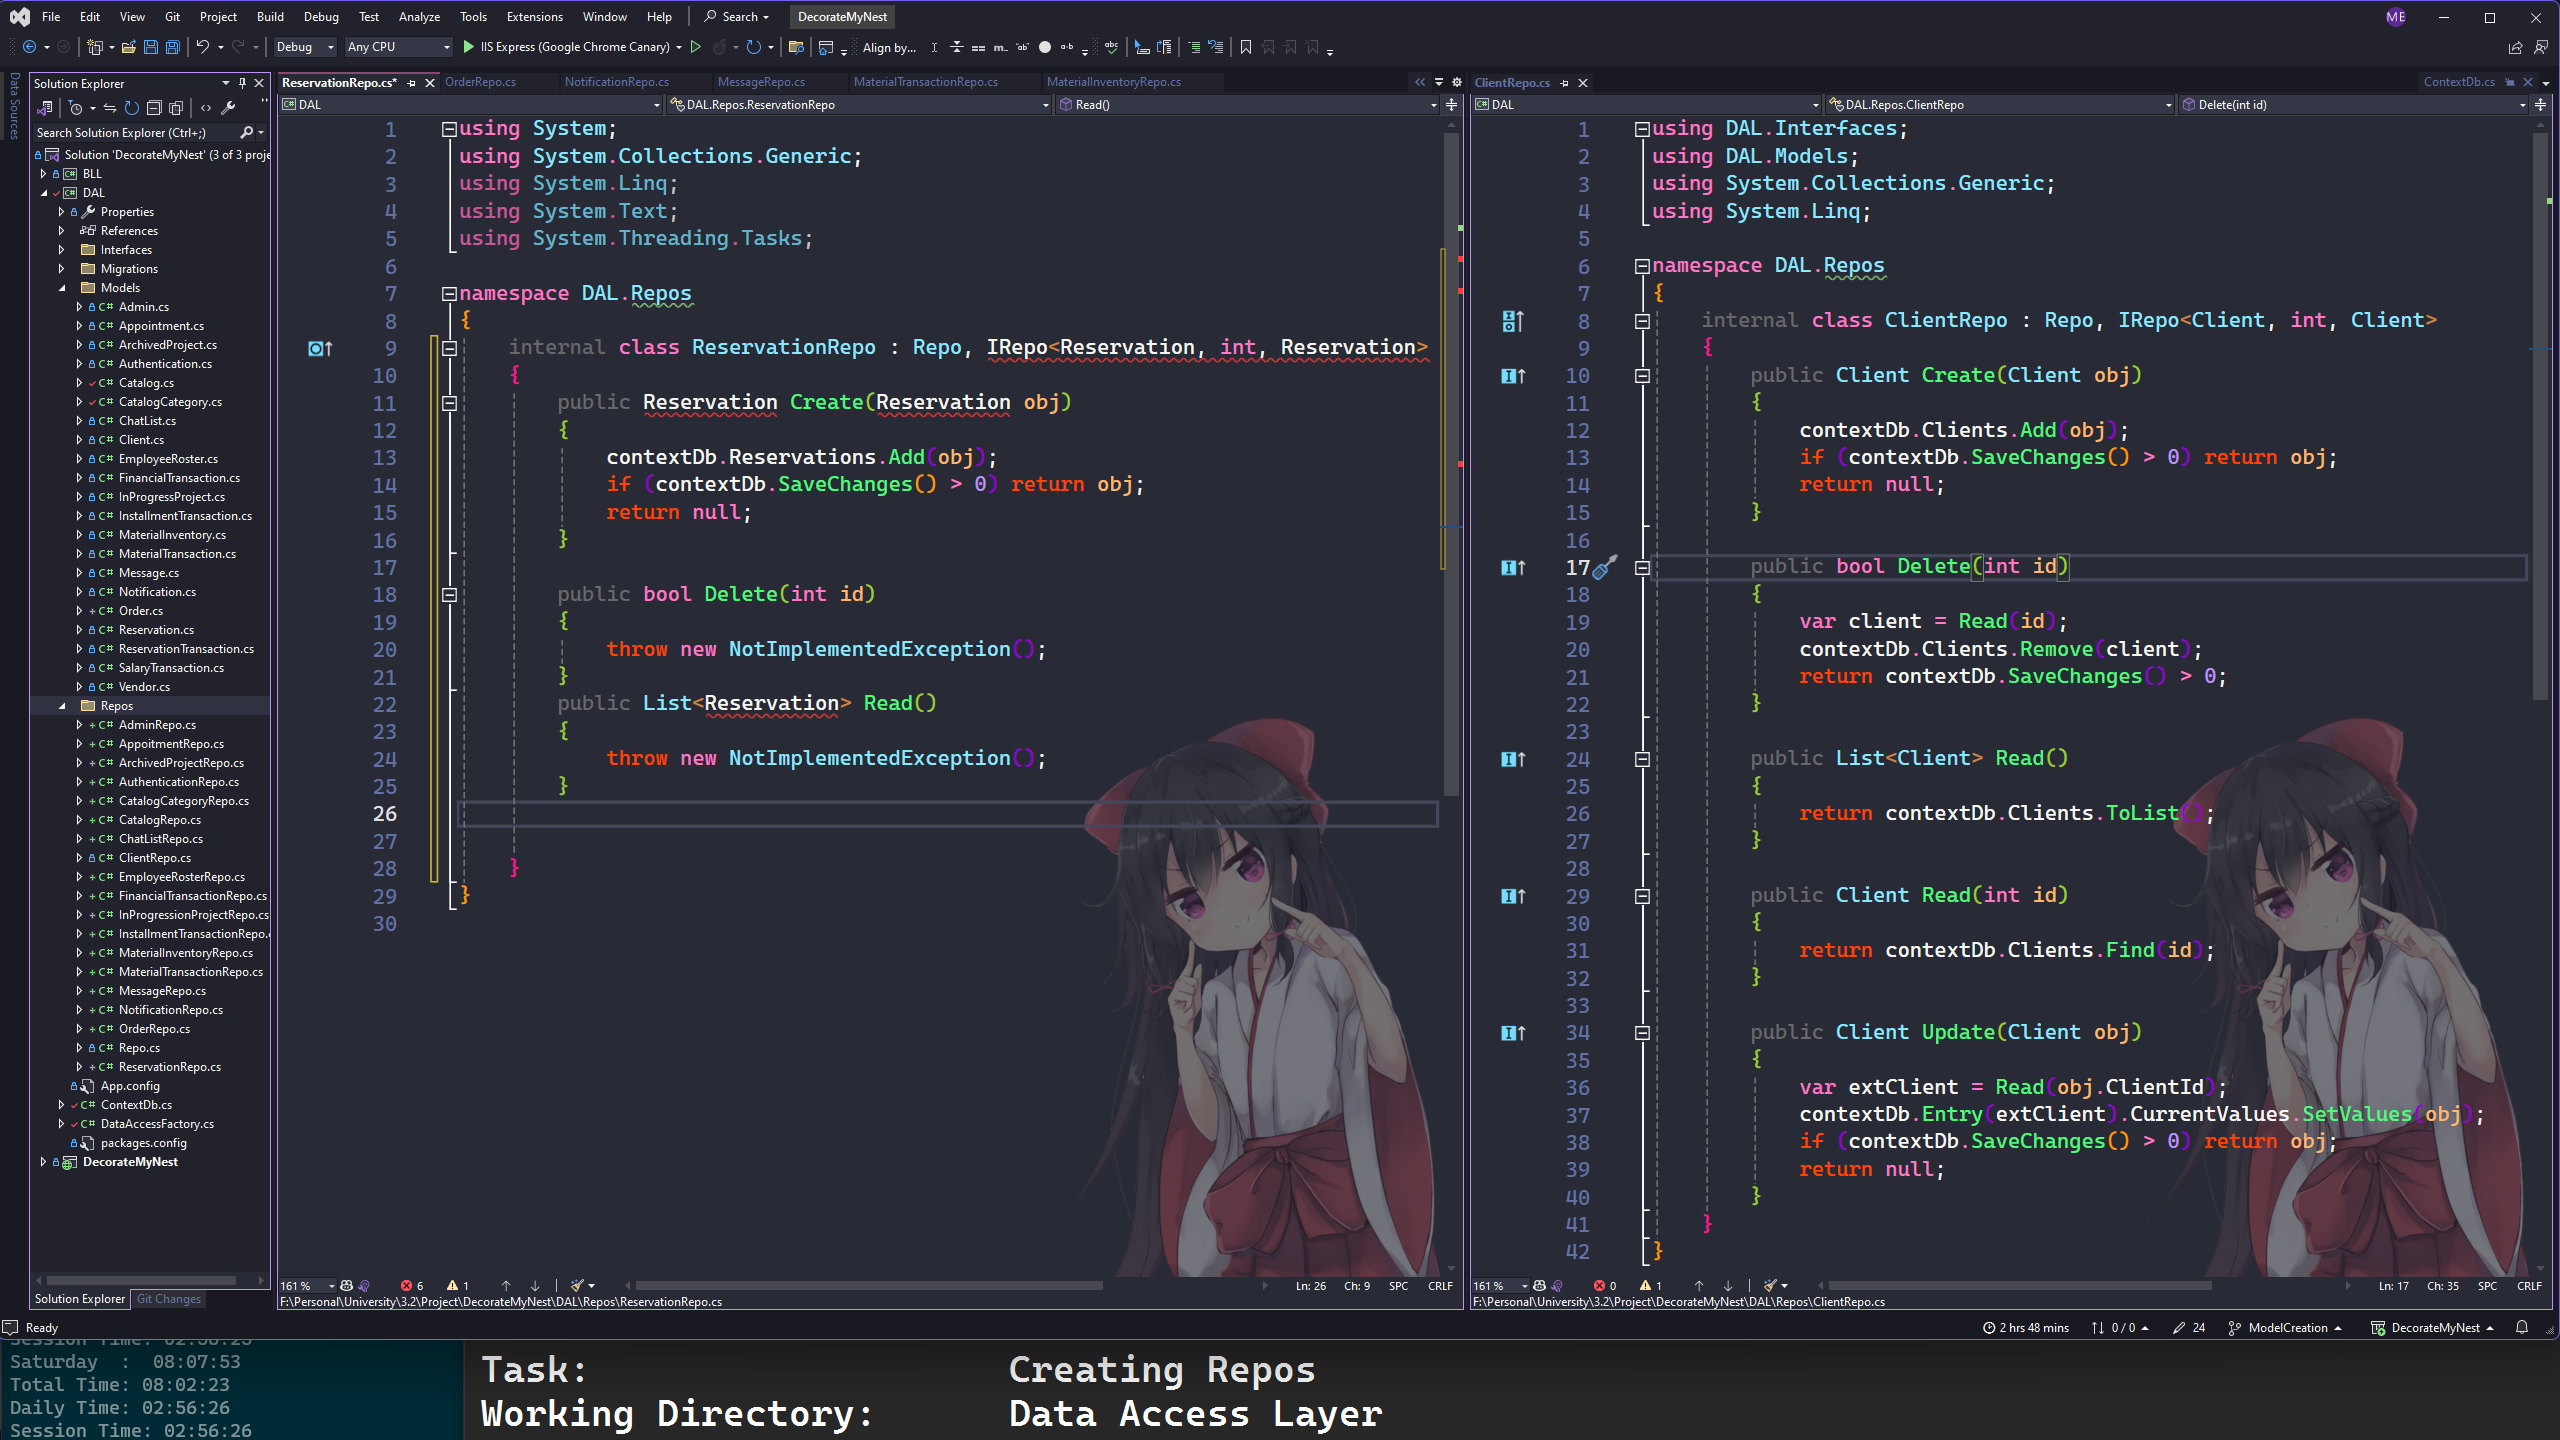 File Edit View Git Project Build Debug Test Analyze Tools Extensions Window Help Search DecorateMyNest ME
Debug Any CPU IIS Express (Google Chrome Canary) Align by...
Data Sources
Solution Explorer
Search Solution Explorer (Ctrl+;)
Solution 'DecorateMyNest' (3 of 3 proje
BLL
DAL
Properties
References
Interfaces
Migrations
Models
Admin.cs
Appointment.cs
ArchivedProject.cs
Authentication.cs
Catalog.cs
CatalogCategory.cs
ChatList.cs
Client.cs
EmployeeRoster.cs
FinancialTransaction.cs
InProgressProject.cs
InstallmentTransaction.cs
MaterialInventory.cs
MaterialTransaction.cs
Message.cs
Notification.cs
Order.cs
Reservation.cs
ReservationTransaction.cs
SalaryTransaction.cs
Vendor.cs
Repos
AdminRepo.cs
AppoitmentRepo.cs
ArchivedProjectRepo.cs
AuthenticationRepo.cs
CatalogCategoryRepo.cs
CatalogRepo.cs
ChatListRepo.cs
ClientRepo.cs
EmployeeRosterRepo.cs
FinancialTransactionRepo.cs
InProgressionProjectRepo.cs
InstallmentTransactionRepo.
MaterialInventoryRepo.cs
MaterialTransactionRepo.cs
MessageRepo.cs
NotificationRepo.cs
OrderRepo.cs
Repo.cs
ReservationRepo.cs
App.config
ContextDb.cs
DataAccessFactory.cs
packages.config
DecorateMyNest
Solution Explorer Git Changes
ReservationRepo.cs* OrderRepo.cs NotificationRepo.cs MessageRepo.cs MaterialTransactionRepo.cs MaterialInventoryRepo.cs
DAL DAL.Repos.ReservationRepo Read()
1 using System;
2 using System.Collections.Generic;
3 using System.Linq;
4 using System.Text;
5 using System.Threading.Tasks;
6
7 namespace DAL.Repos
8 {
9 internal class ReservationRepo : Repo, IRepo<Reservation, int, Reservation>
10 {
11 public Reservation Create(Reservation obj)
12 {
13 contextDb.Reservations.Add(obj);
14 if (contextDb.SaveChanges() > 0) return obj;
15 return null;
16 }
17
18 public bool Delete(int id)
19 {
20 throw new NotImplementedException();
21 }
22 public List<Reservation> Read()
23 {
24 throw new NotImplementedException();
25 }
26
27
28 }
29 }
30
161 % 6 1 Ln: 26 Ch: 9 SPC CRLF
F:\Personal\University\3.2\Project\DecorateMyNest\DAL\Repos\ReservationRepo.cs
ClientRepo.cs ContextDb.cs
DAL DAL.Repos.ClientRepo Delete(int id)
1 using DAL.Interfaces;
2 using DAL.Models;
3 using System.Collections.Generic;
4 using System.Linq;
5
6 namespace DAL.Repos
7 {
8 internal class ClientRepo : Repo, IRepo<Client, int, Client>
9 {
10 public Client Create(Client obj)
11 {
12 contextDb.Clients.Add(obj);
13 if (contextDb.SaveChanges() > 0) return obj;
14 return null;
15 }
16
17 public bool Delete(int id)
18 {
19 var client = Read(id);
20 contextDb.Clients.Remove(client);
21 return contextDb.SaveChanges() > 0;
22 }
23
24 public List<Client> Read()
25 {
26 return contextDb.Clients.ToList();
27 }
28
29 public Client Read(int id)
30 {
31 return contextDb.Clients.Find(id);
32 }
33
34 public Client Update(Client obj)
35 {
36 var extClient = Read(obj.ClientId);
37 contextDb.Entry(extClient).CurrentValues.SetValues(obj);
38 if (contextDb.SaveChanges() > 0) return obj;
39 return null;
40 }
41 }
42 }
161 % 0 1 Ln: 17 Ch: 35 SPC CRLF
F:\Personal\University\3.2\Project\DecorateMyNest\DAL\Repos\ClientRepo.cs
Ready 2 hrs 48 mins 0 / 0 24 ModelCreation DecorateMyNest
Saturday : 08:07:53
Total Time: 08:02:23
Daily Time: 02:56:26
Session Time: 02:56:26
Task: Creating Repos
Working Directory: Data Access Layer